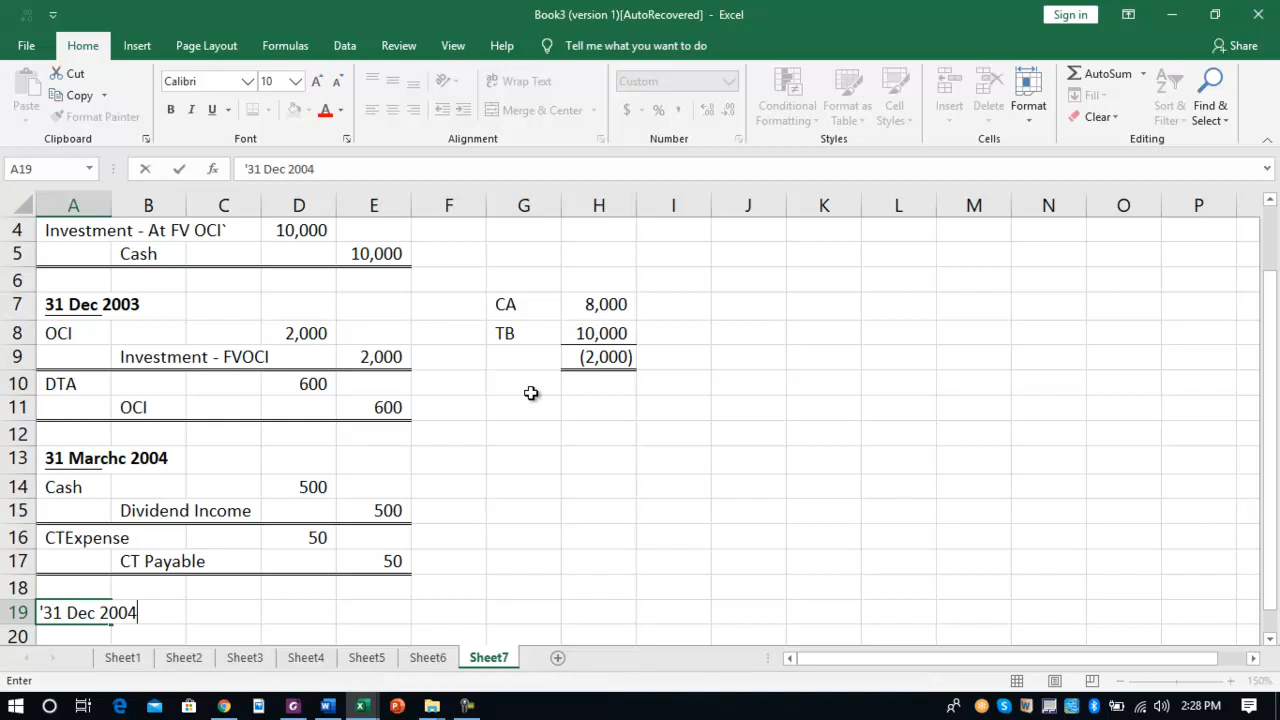 Book3 (version 1)[AutoRecovered] - Excel
Sign in
File Home Insert Page Layout Formulas Data Review View Help Tell me what you want to do Share
Paste Cut Copy Format Painter
Calibri 10
B I U A
Wrap Text
Merge & Center
Custom
$ %
Conditional Formatting
Format as Table
Cell Styles
Insert Delete Format
AutoSum Fill Clear
Sort & Filter
Find & Select
Clipboard Font Alignment Number Styles Cells Editing
A19 fx '31 Dec 2004
A B C D E F G H I J K L M N O P
4 Investment - At FV OCI` 10,000
5 Cash 10,000
6
7 31 Dec 2003 CA 8,000
8 OCI 2,000 TB 10,000
9 Investment - FVOCI 2,000 (2,000)
10 DTA 600
11 OCI 600
12
13 31 Marchc 2004
14 Cash 500
15 Dividend Income 500
16 CTExpense 50
17 CT Payable 50
18
19 '31 Dec 2004
20
Sheet1 Sheet2 Sheet3 Sheet4 Sheet5 Sheet6 Sheet7
Enter 150%
2:28 PM